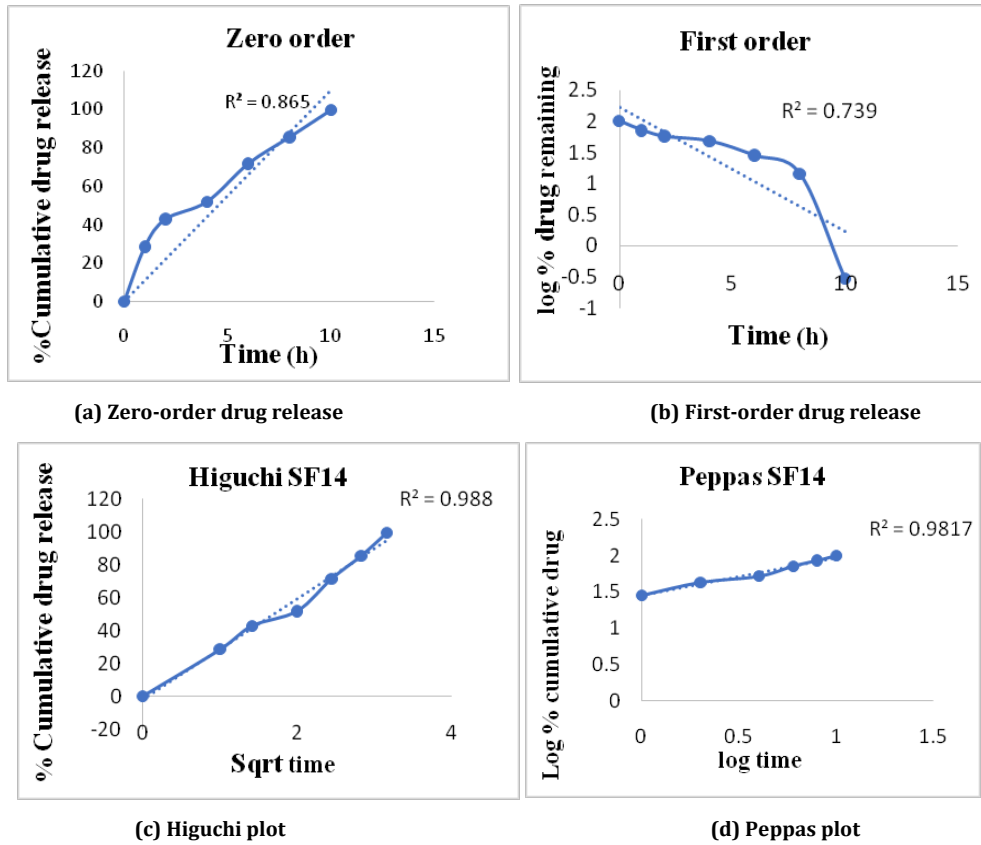 Zero order
%Cumulative drug release
120
100
80
60
40
20
0
R² = 0.865
0
5
10
15
Time (h)
(a) Zero-order drug release
First order
log % drug remaining
2.5
2
1.5
1
0.5
0
-0.5
-1
R² = 0.739
0
5
10
15
Time (h)
(b) First-order drug release
Higuchi SF14
% Cumulative drug release
120
100
80
60
40
20
0
-20
R² = 0.988
0
2
4
Sqrt time
(c) Higuchi plot
Peppas SF14
Log % cumulative drug
2.5
2
1.5
1
0.5
0
R² = 0.9817
0
0.5
1
1.5
log time
(d) Peppas plot